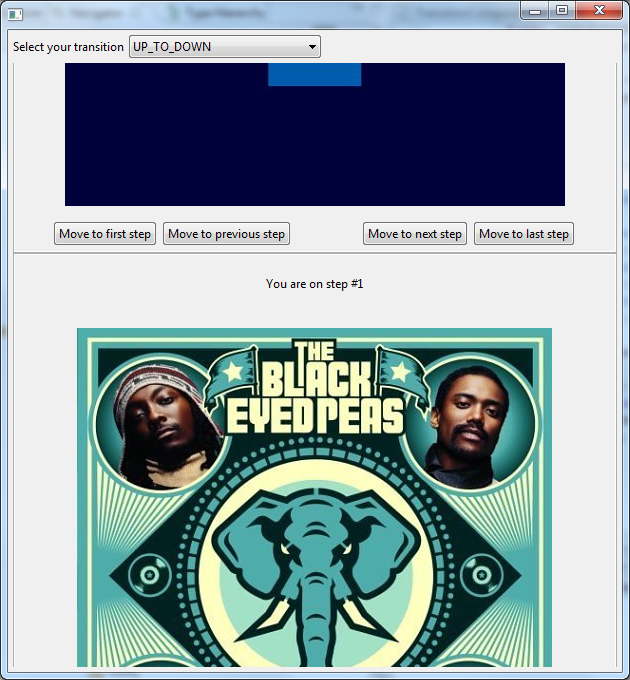 Select your transition UP_TO_DOWN
Move to first step Move to previous step Move to next step Move to last step
You are on step #1
THE
BLACK
EYED PEAS